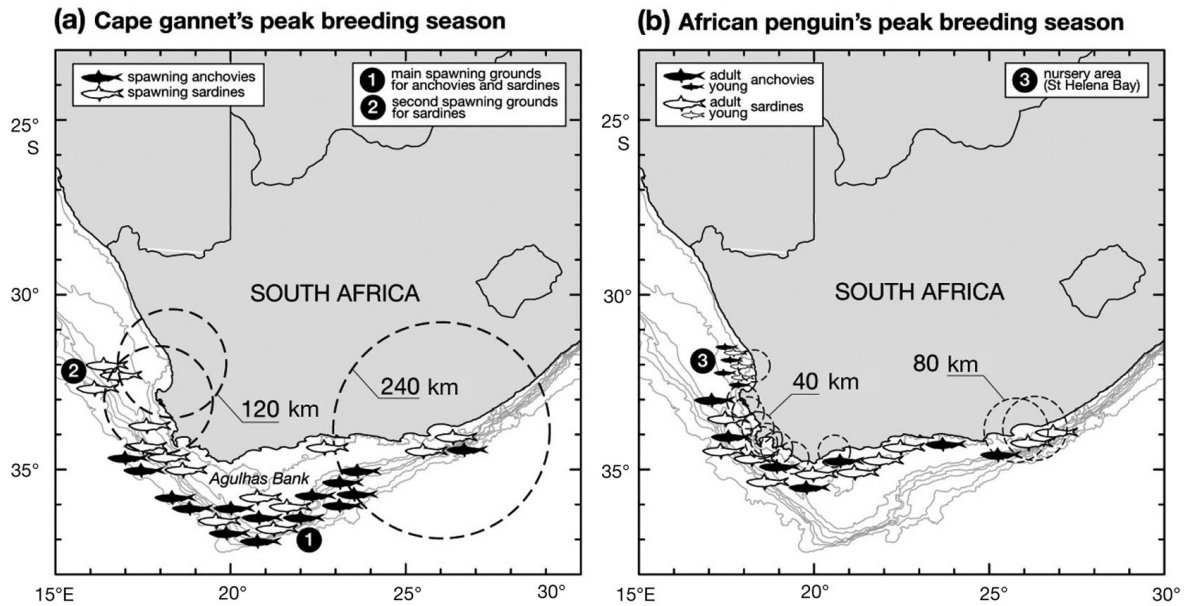 (a) Cape gannet's peak breeding season
spawning anchovies
spawning sardines
1 main spawning grounds
for anchovies and sardines
2 second spawning grounds
for sardines
25°
S
30°
35°
SOUTH AFRICA
2
120 km
240 km
Agulhas Bank
1
15°E
20°
25°
30°
(b) African penguin's peak breeding season
adult
young
anchovies
adult
young
sardines
3 nursery area
(St Helena Bay)
25°
S
30°
35°
SOUTH AFRICA
3
40 km
80 km
15°E
20°
25°
30°